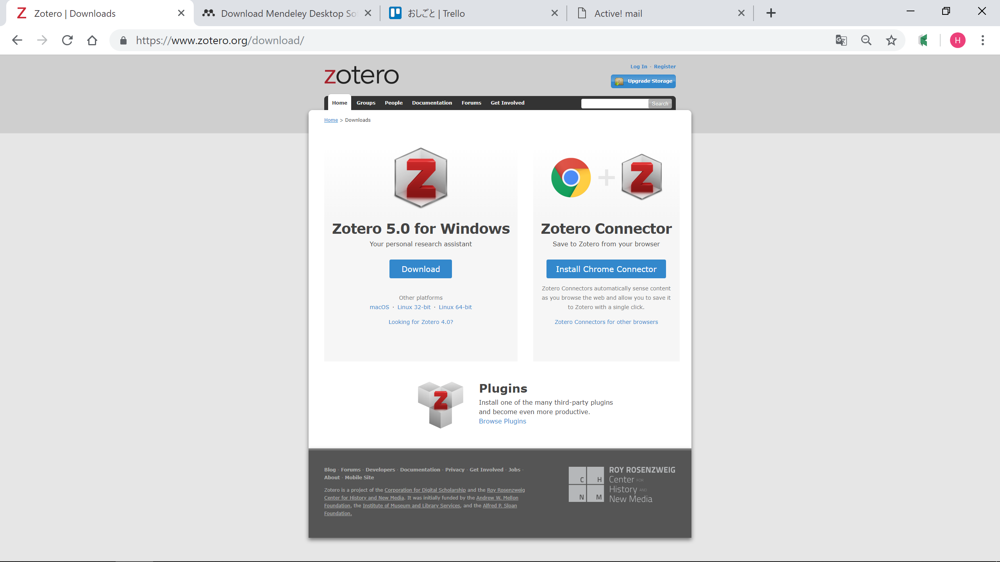 Zotero | Downloads
Download Mendeley Desktop So
おしごと | Trello
Active! mail
https://www.zotero.org/download/
H
zotero
Log In · Register
Upgrade Storage
Home Groups People Documentation Forums Get Involved
Search
Home > Downloads
Zotero 5.0 for Windows
Your personal research assistant
Download
Other platforms
macOS · Linux 32-bit · Linux 64-bit
Looking for Zotero 4.0?
Zotero Connector
Save to Zotero from your browser
Install Chrome Connector
Zotero Connectors automatically sense content
as you browse the web and allow you to save it
to Zotero with a single click.
Zotero Connectors for other browsers
Plugins
Install one of the many third-party plugins
and become even more productive.
Browse Plugins
Blog · Forums · Developers · Documentation · Privacy · Get Involved · Jobs ·
About · Mobile Site
Zotero is a project of the Corporation for Digital Scholarship and the Roy Rosenzweig
Center for History and New Media. It was initially funded by the Andrew W. Mellon
Foundation, the Institute of Museum and Library Services, and the Alfred P. Sloan
Foundation.
C H
N M
ROY ROSENZWEIG
Center FOR
History AND
New Media